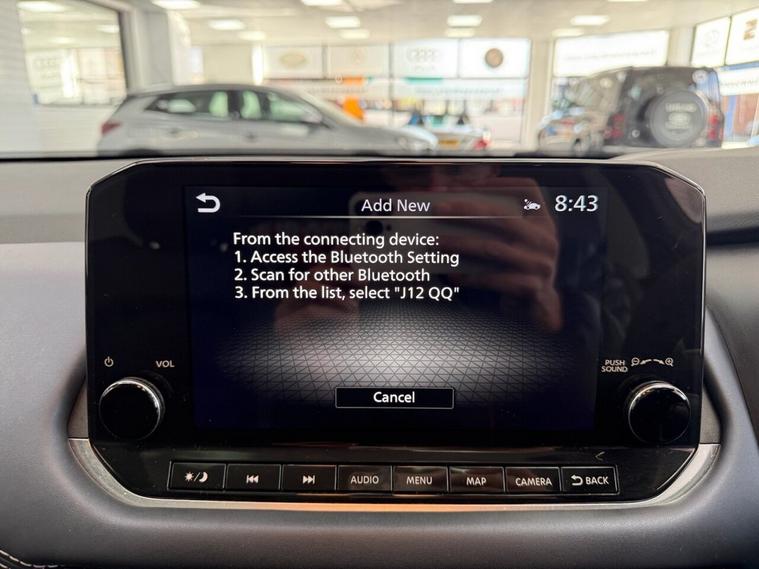 Add New
8:43
From the connecting device:
1. Access the Bluetooth Setting
2. Scan for other Bluetooth
3. From the list, select "J12 QQ"
VOL
PUSH
SOUND
Cancel
AUDIO
MENU
MAP
CAMERA
BACK